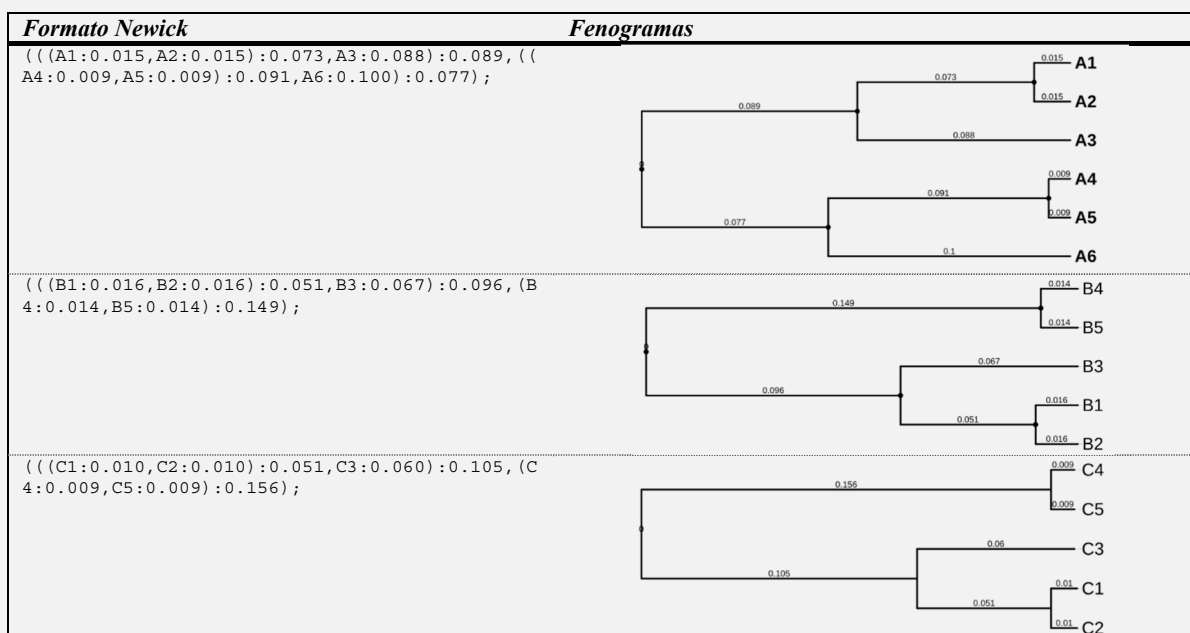 Formato Newick Fenogramas
(((A1:0.015,A2:0.015):0.073,A3:0.088):0.089,((
A4:0.009,A5:0.009):0.091,A6:0.100):0.077);
0.015 A1
0.073
0.015 A2
0.089
0.088 A3
0
0.009 A4
0.091
0.009 A5
0.077
0.1 A6
(((B1:0.016,B2:0.016):0.051,B3:0.067):0.096,(B
4:0.014,B5:0.014):0.149);
0.014 B4
0.149
0.014 B5
0
0.067 B3
0.096
0.016 B1
0.051
0.016 B2
(((C1:0.010,C2:0.010):0.051,C3:0.060):0.105,(C
4:0.009,C5:0.009):0.156);
0.009 C4
0.156
0.009 C5
0
0.06 C3
0.105
0.01 C1
0.051
0.01 C2